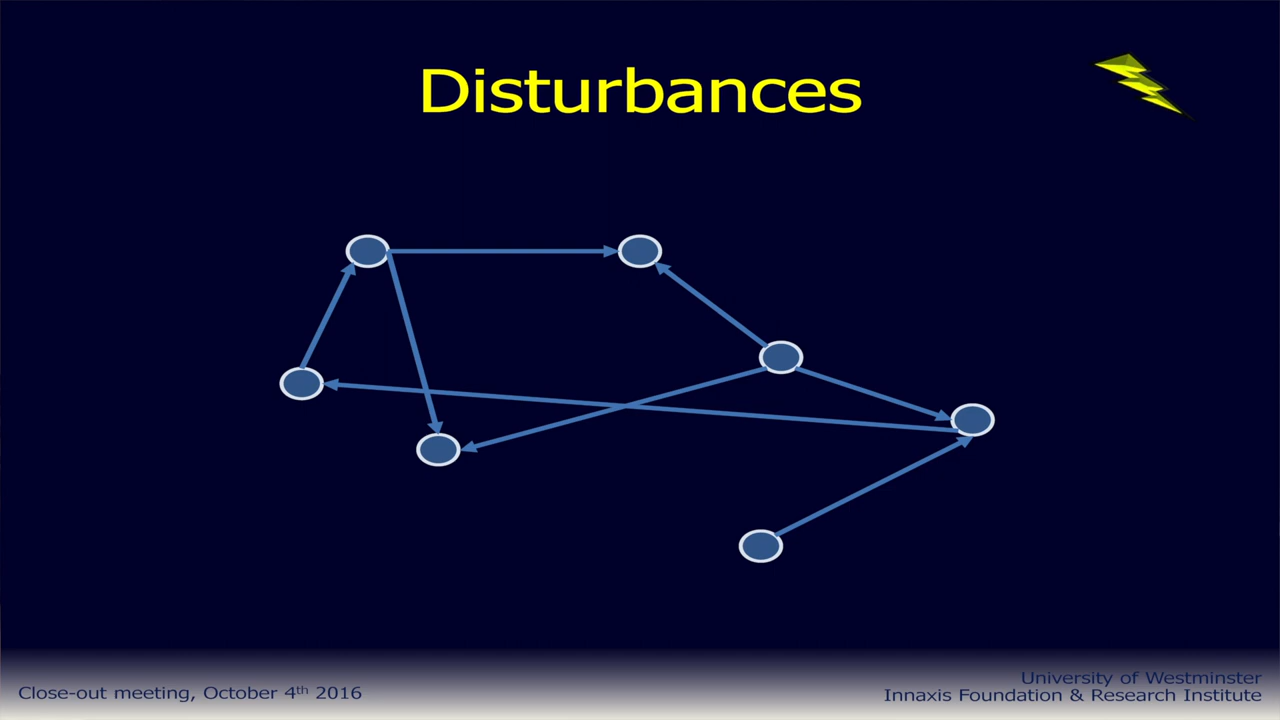 Disturbances
Close-out meeting, October 4th 2016
University of Westminster
Innaxis Foundation & Research Institute